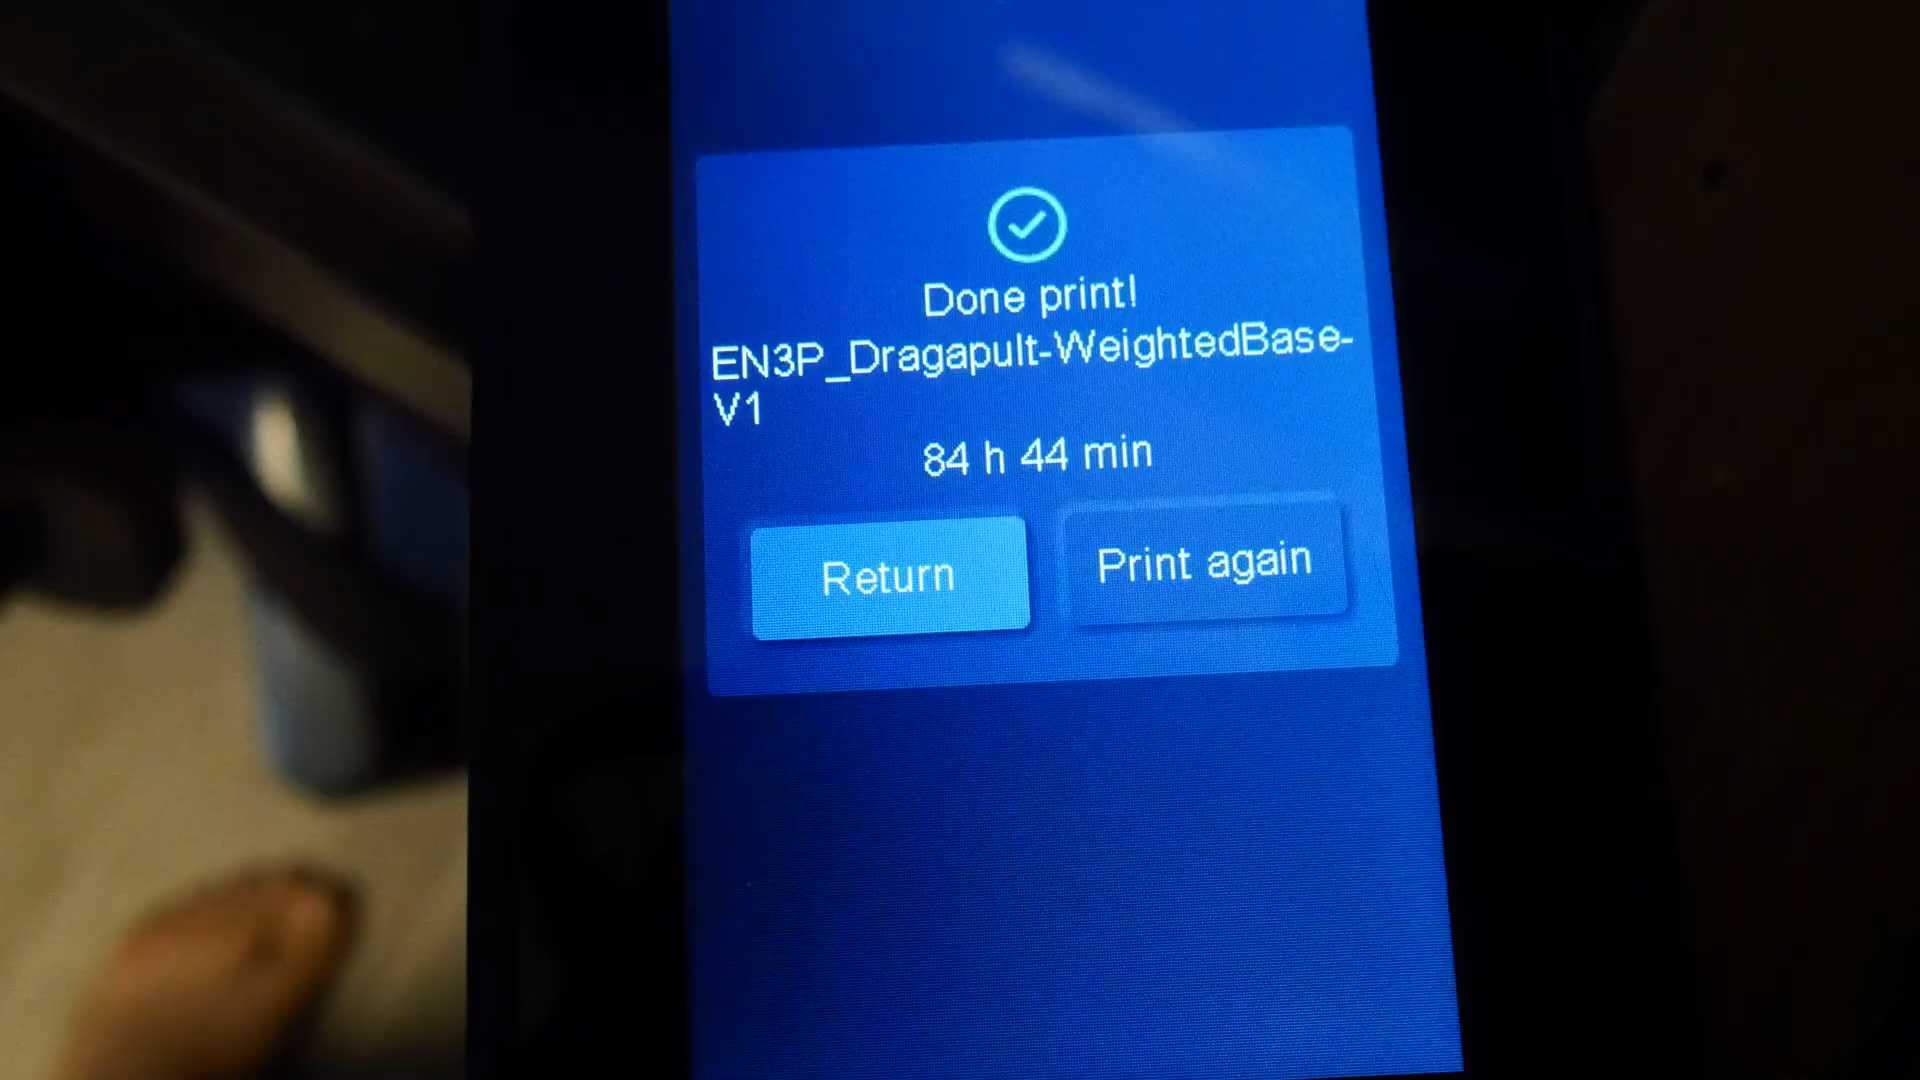 Done print!
EN3P_Dragapult-WeightedBase-
V1
84 h 44 min
Return
Print again